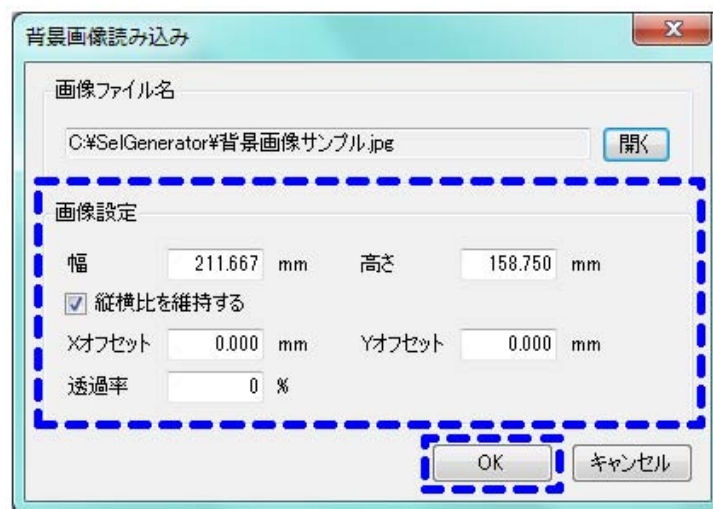 背景画像読み込み
画像ファイル名
C:¥SelGenerator¥背景画像サンプル.jpg 開く
画像設定
幅 211.667 mm 高さ 158.750 mm
縦横比を維持する
Xオフセット 0.000 mm Yオフセット 0.000 mm
透過率 0 %
OK キャンセル